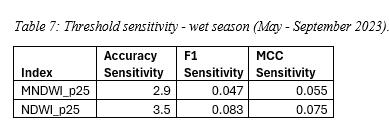 Table 7: Threshold sensitivity - wet season (May - September 2023).
Accuracy F1 MCC
Index Sensitivity Sensitivity Sensitivity
MNDWI_p25 2.9 0.047 0.055
NDWI_p25 3.5 0.083 0.075